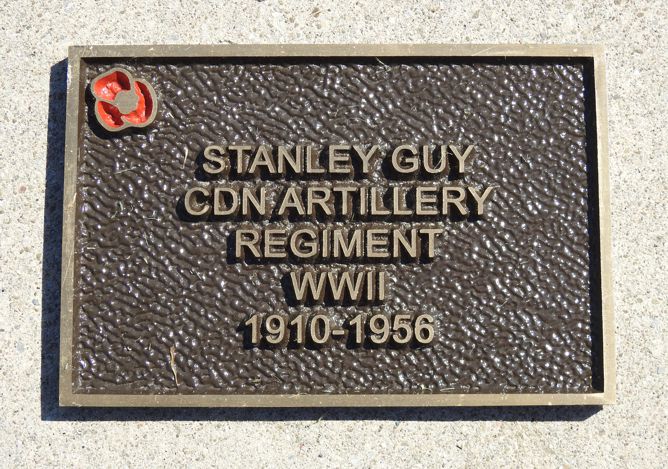 STANLEY GUY
CDN ARTILLERY
REGIMENT
WWII
1910-1956